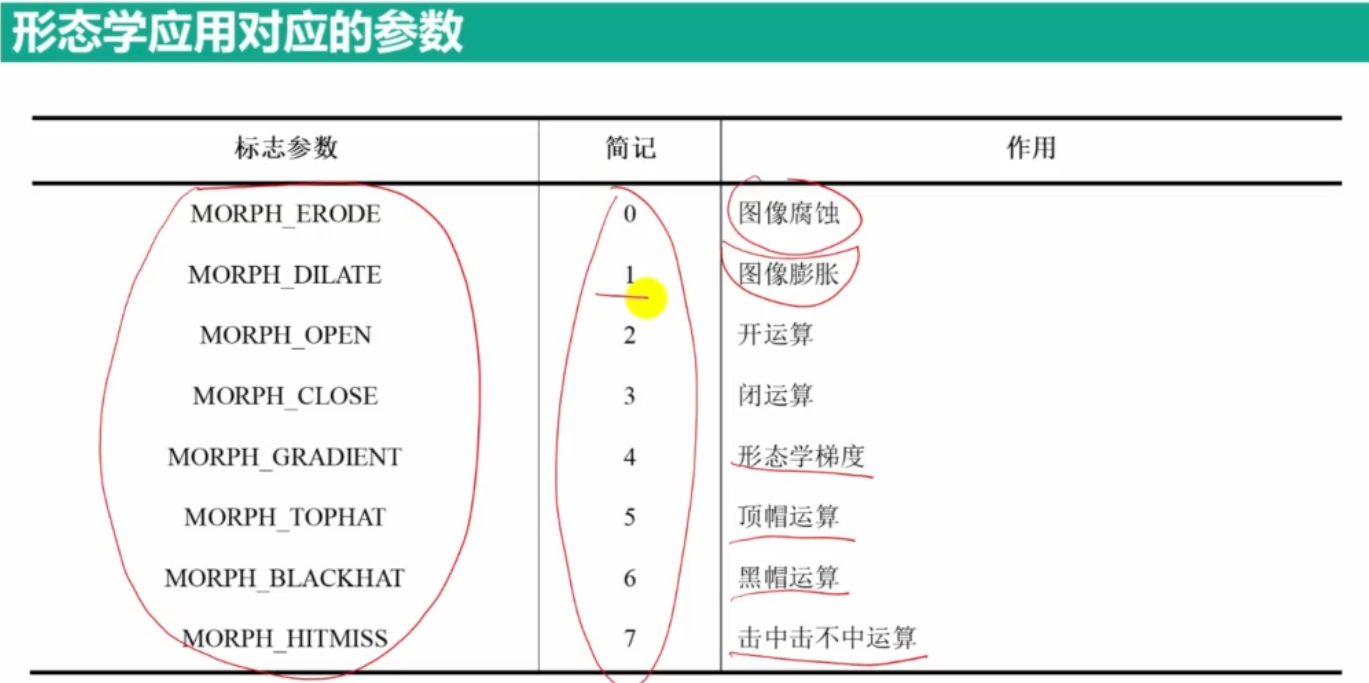 形态学应用对应的参数
标志参数 简记 作用
MORPH_ERODE 0 图像腐蚀
MORPH_DILATE 1 图像膨胀
MORPH_OPEN 2 开运算
MORPH_CLOSE 3 闭运算
MORPH_GRADIENT 4 形态学梯度
MORPH_TOPHAT 5 顶帽运算
MORPH_BLACKHAT 6 黑帽运算
MORPH_HITMISS 7 击中击不中运算